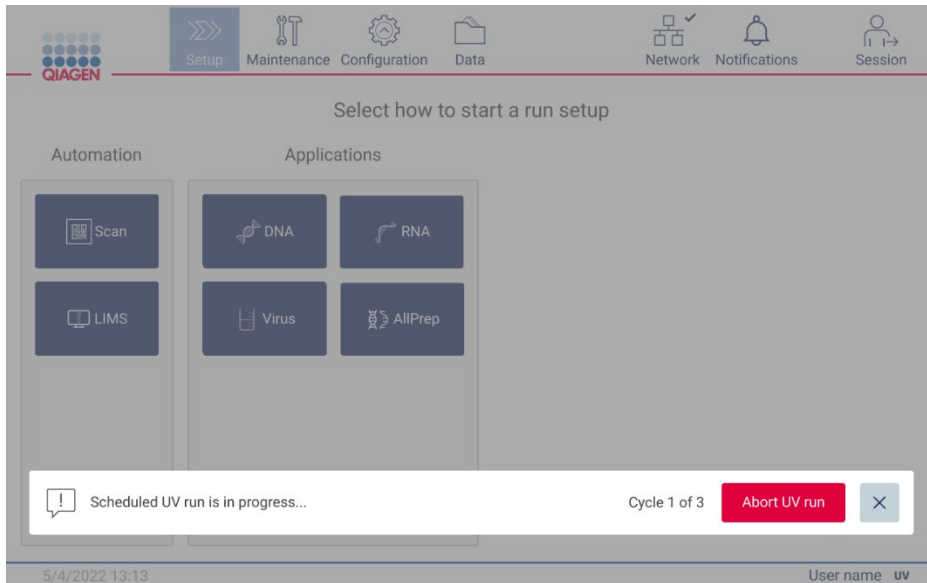 QIAGEN
Setup
Maintenance
Configuration
Data
Network
Notifications
Session
Select how to start a run setup
Automation
Applications
Scan
DNA
RNA
LIMS
Virus
AllPrep
Scheduled UV run is in progress...
Cycle 1 of 3
Abort UV run
5/4/2022 13:13
User name uv